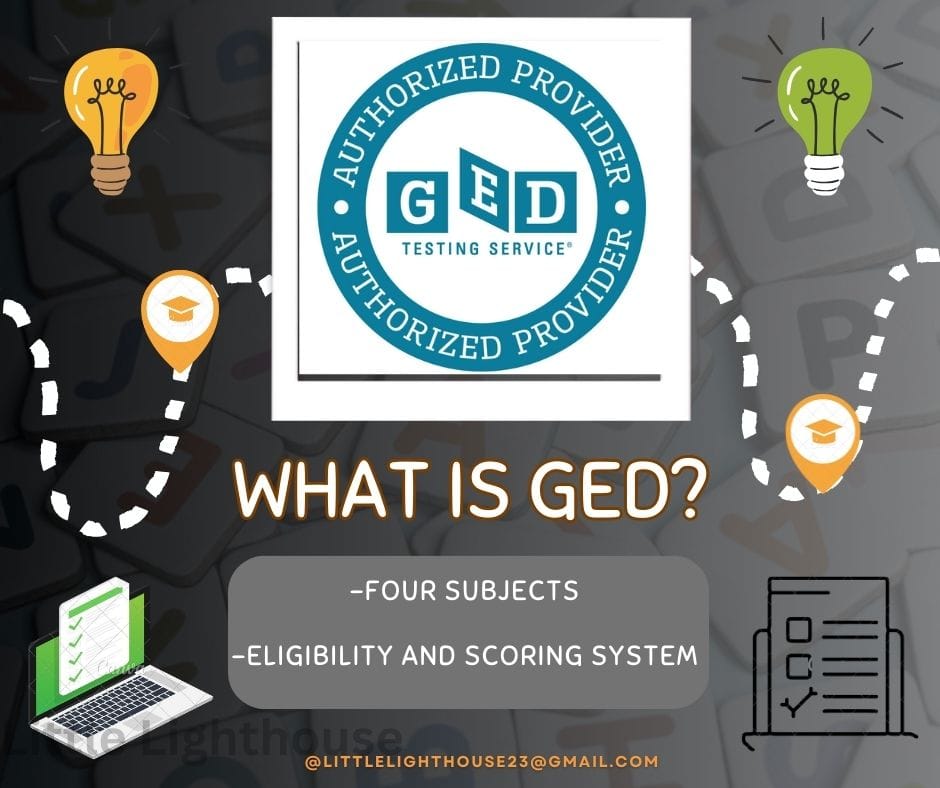 AUTHORIZED PROVIDER
GED
TESTING SERVICE®
AUTHORIZED PROVIDER
WHAT IS GED?
-FOUR SUBJECTS
-ELIGIBILITY AND SCORING SYSTEM
Canva
Little Lighthouse
@LITTLELIGHTHOUSE23@GMAIL.COM